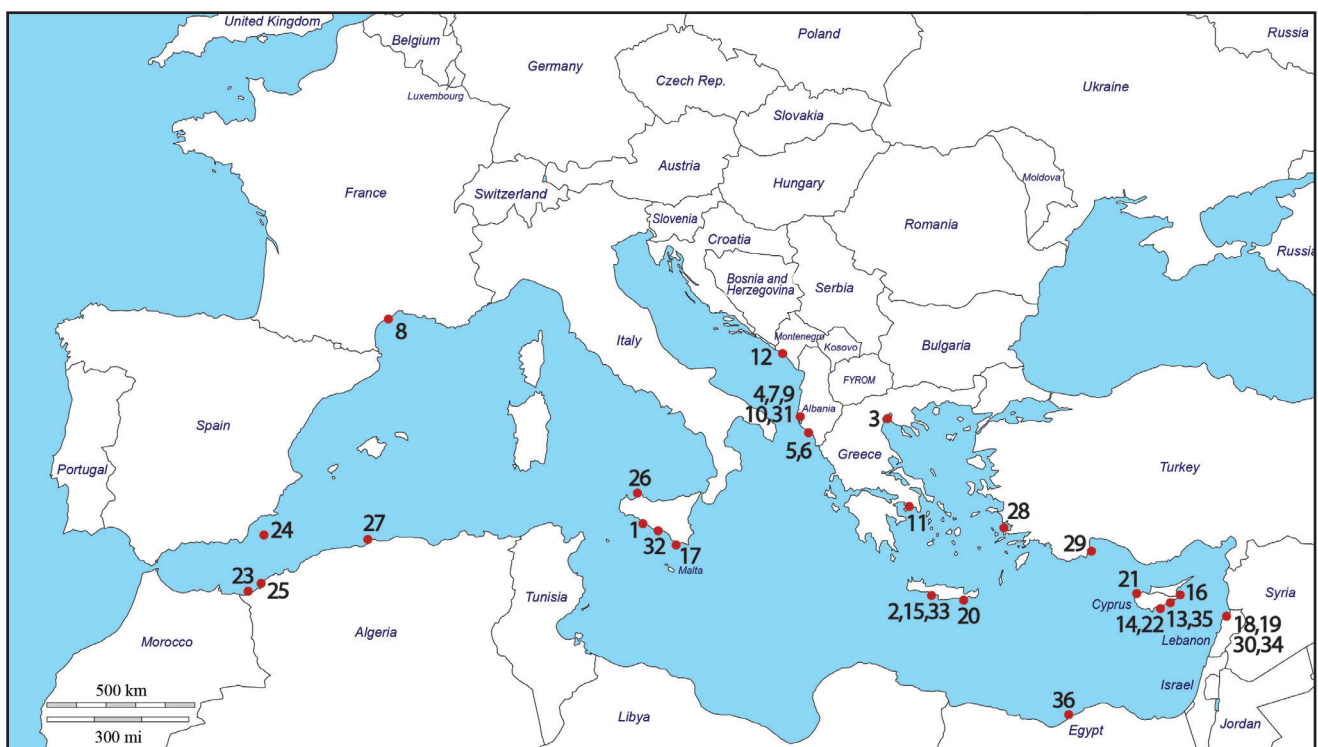 United Kingdom
Belgium
Poland
Russia
Germany
Czech Rep.
Ukraine
Luxembourg
Slovakia
Austria
France
Switzerland
Hungary
Moldova
Slovenia
Romania
Croatia
Russia
Bosnia and
Herzegovina
Serbia
8
Italy
Montenegro
Kosovo
Bulgaria
12
FYROM
4,7,9
10,31
Albania
3
Spain
5,6
Greece
Turkey
Portugal
26
11
28
1
24
27
32
17
29
Malta
23
25
21
16
Syria
Tunisia
Cyprus
2,15,33
20
14,22
13,35
18,19
30,34
Lebanon
Algeria
Morocco
Israel
500 km
36
300 mi
Libya
Egypt
Jordan